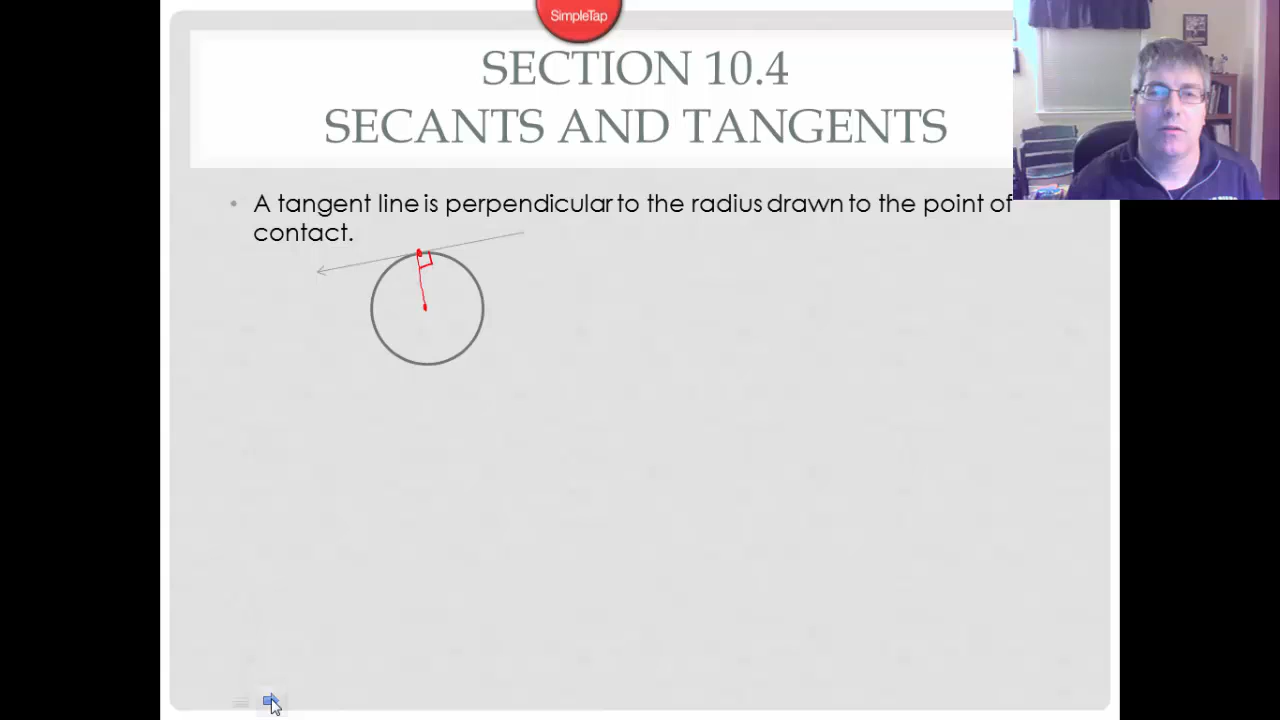 SimpleTap
SECTION 10.4
SECANTS AND TANGENTS
• A tangent line is perpendicular to the radius drawn to the point of
contact.